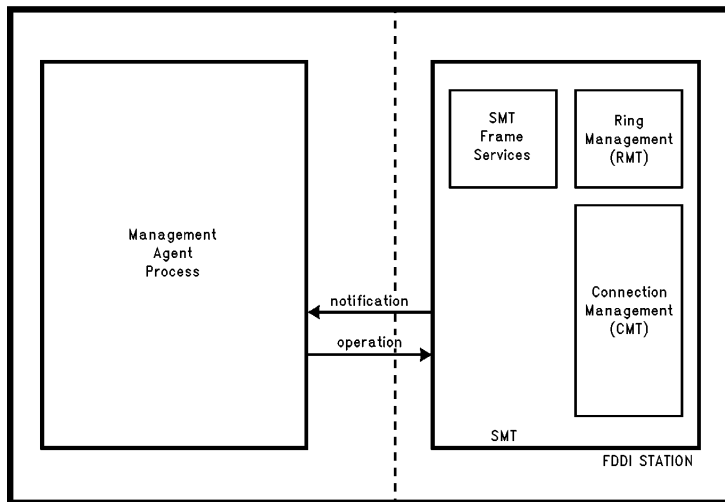 SMT
Frame
Services
Ring
Management
(RMT)
Management
Agent
Process
notification
operation
Connection
Management
(CMT)
SMT
FDDI STATION